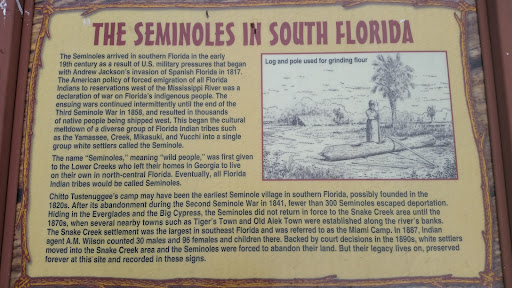 THE SEMINOLES IN SOUTH FLORIDA
The Seminoles arrived in southern Florida in the early
19th century as a result of U.S. military pressures that began
with Andrew Jackson's invasion of Spanish Florida in 1817.
The American policy of forced emigration of all Florida
Indians to reservations west of the Mississippi River was a
declaration of war on Florida's indigenous people. The
ensuing wars continued intermittently until the end of the
Third Seminole War in 1858, and resulted in thousands
of native people being shipped west. This began the cultural
meltdown of a diverse group of Florida Indian tribes such
as the Yamassee, Creek, Mikasuki, and Yucchi into a single
group white settlers called the Seminole.
Log and pole used for grinding flour
The name "Seminoles," meaning "wild people," was first given
to the Lower Creeks who left their homes in Georgia to live
on their own in north-central Florida. Eventually, all Florida
Indian tribes would be called Seminoles.
Chitto Tustenuggee's camp may have been the earliest Seminole village in southern Florida, possibly founded in the
1820s. After its abandonment during the Second Seminole War in 1841, fewer than 300 Seminoles escaped deportation.
Hiding in the Everglades and the Big Cypress, the Seminoles did not return in force to the Snake Creek area until the
1870s, when several nearby towns such as Tiger's Town and Old Alek Town were established along the river's banks.
The Snake Creek settlement was the largest in southeast Florida and was referred to as the Miami Camp. In 1887, Indian
agent A.M. Wilson counted 30 males and 96 females and children there. Backed by court decisions in the 1890s, white settlers
moved into the Snake Creek area and the Seminoles were forced to abandon their land. But their legacy lives on, preserved
forever at this site and recorded in these signs.